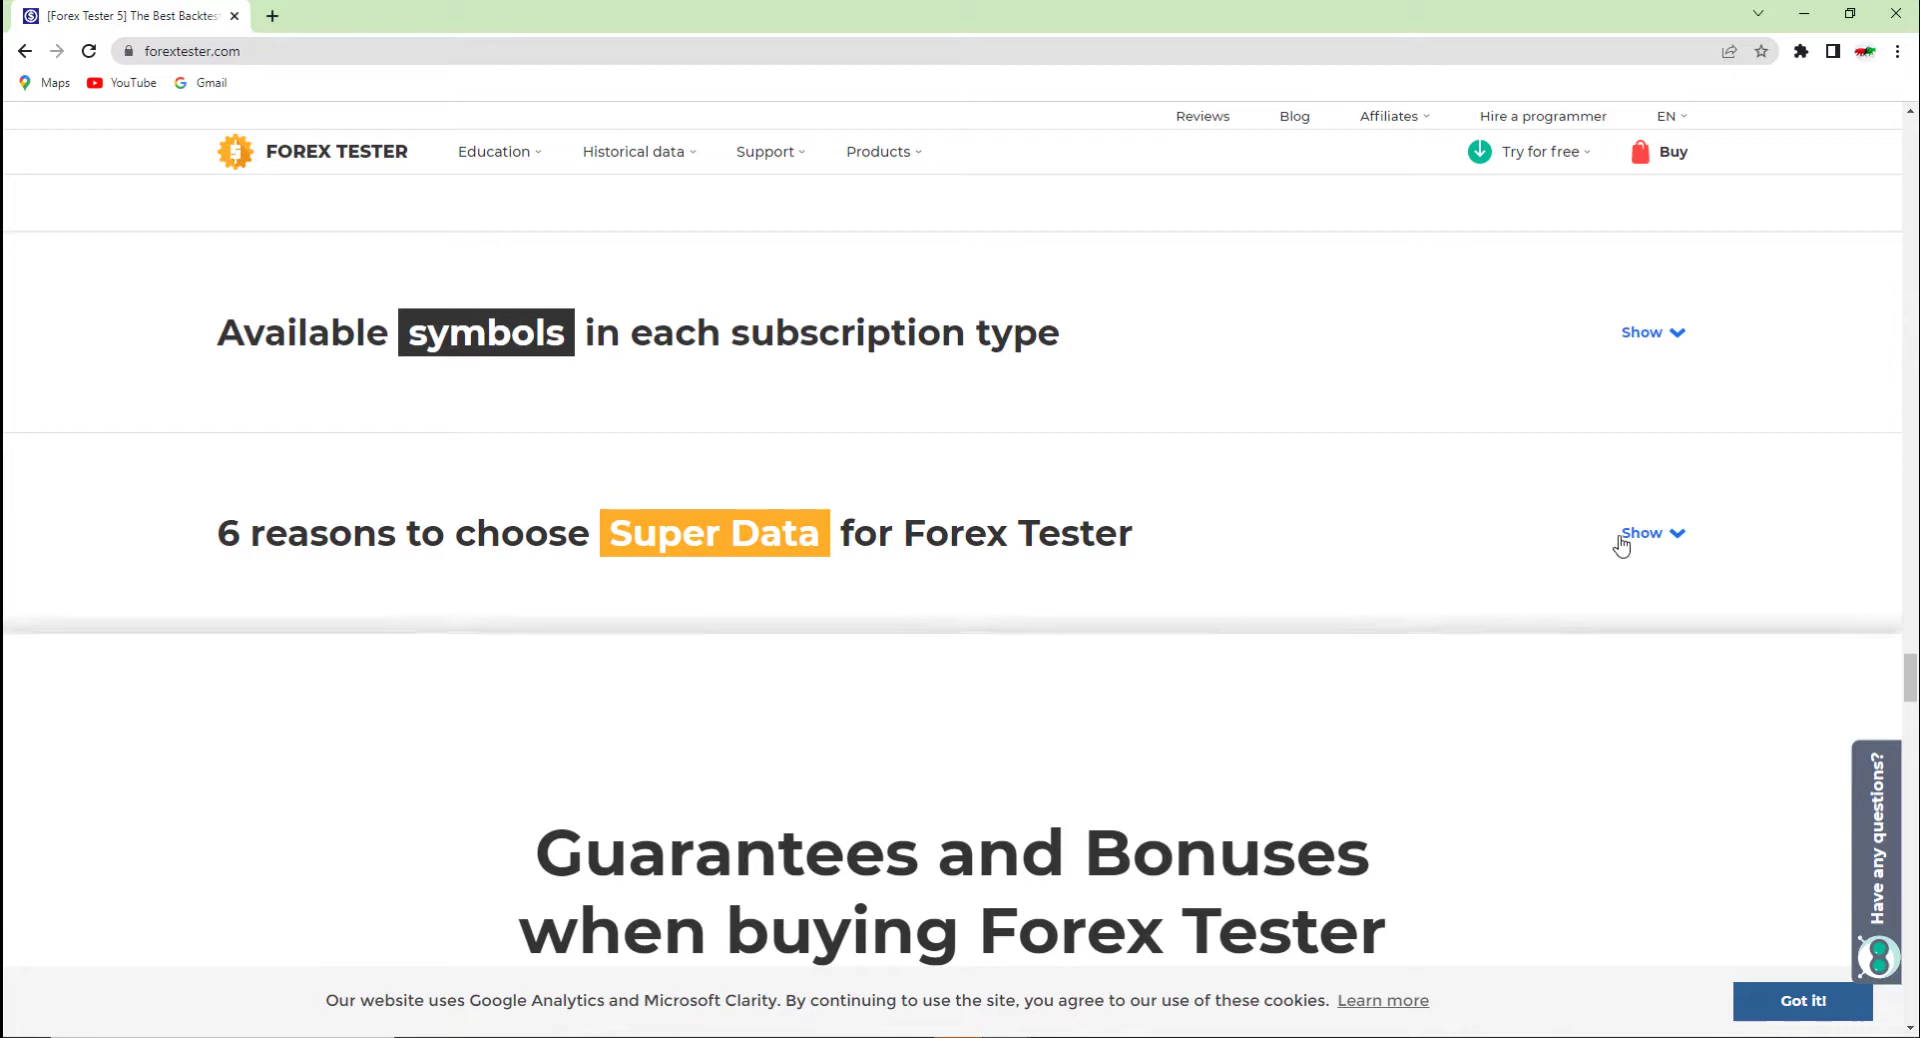 [Forex Tester 5] The Best Backtes
forextester.com
Maps YouTube Gmail
Reviews Blog Affiliates Hire a programmer EN
FOREX TESTER Education Historical data Support Products Try for free Buy
Available symbols in each subscription type Show
6 reasons to choose Super Data for Forex Tester Show
Guarantees and Bonuses
when buying Forex Tester
Have any questions?
Our website uses Google Analytics and Microsoft Clarity. By continuing to use the site, you agree to our use of these cookies. Learn more Got it!